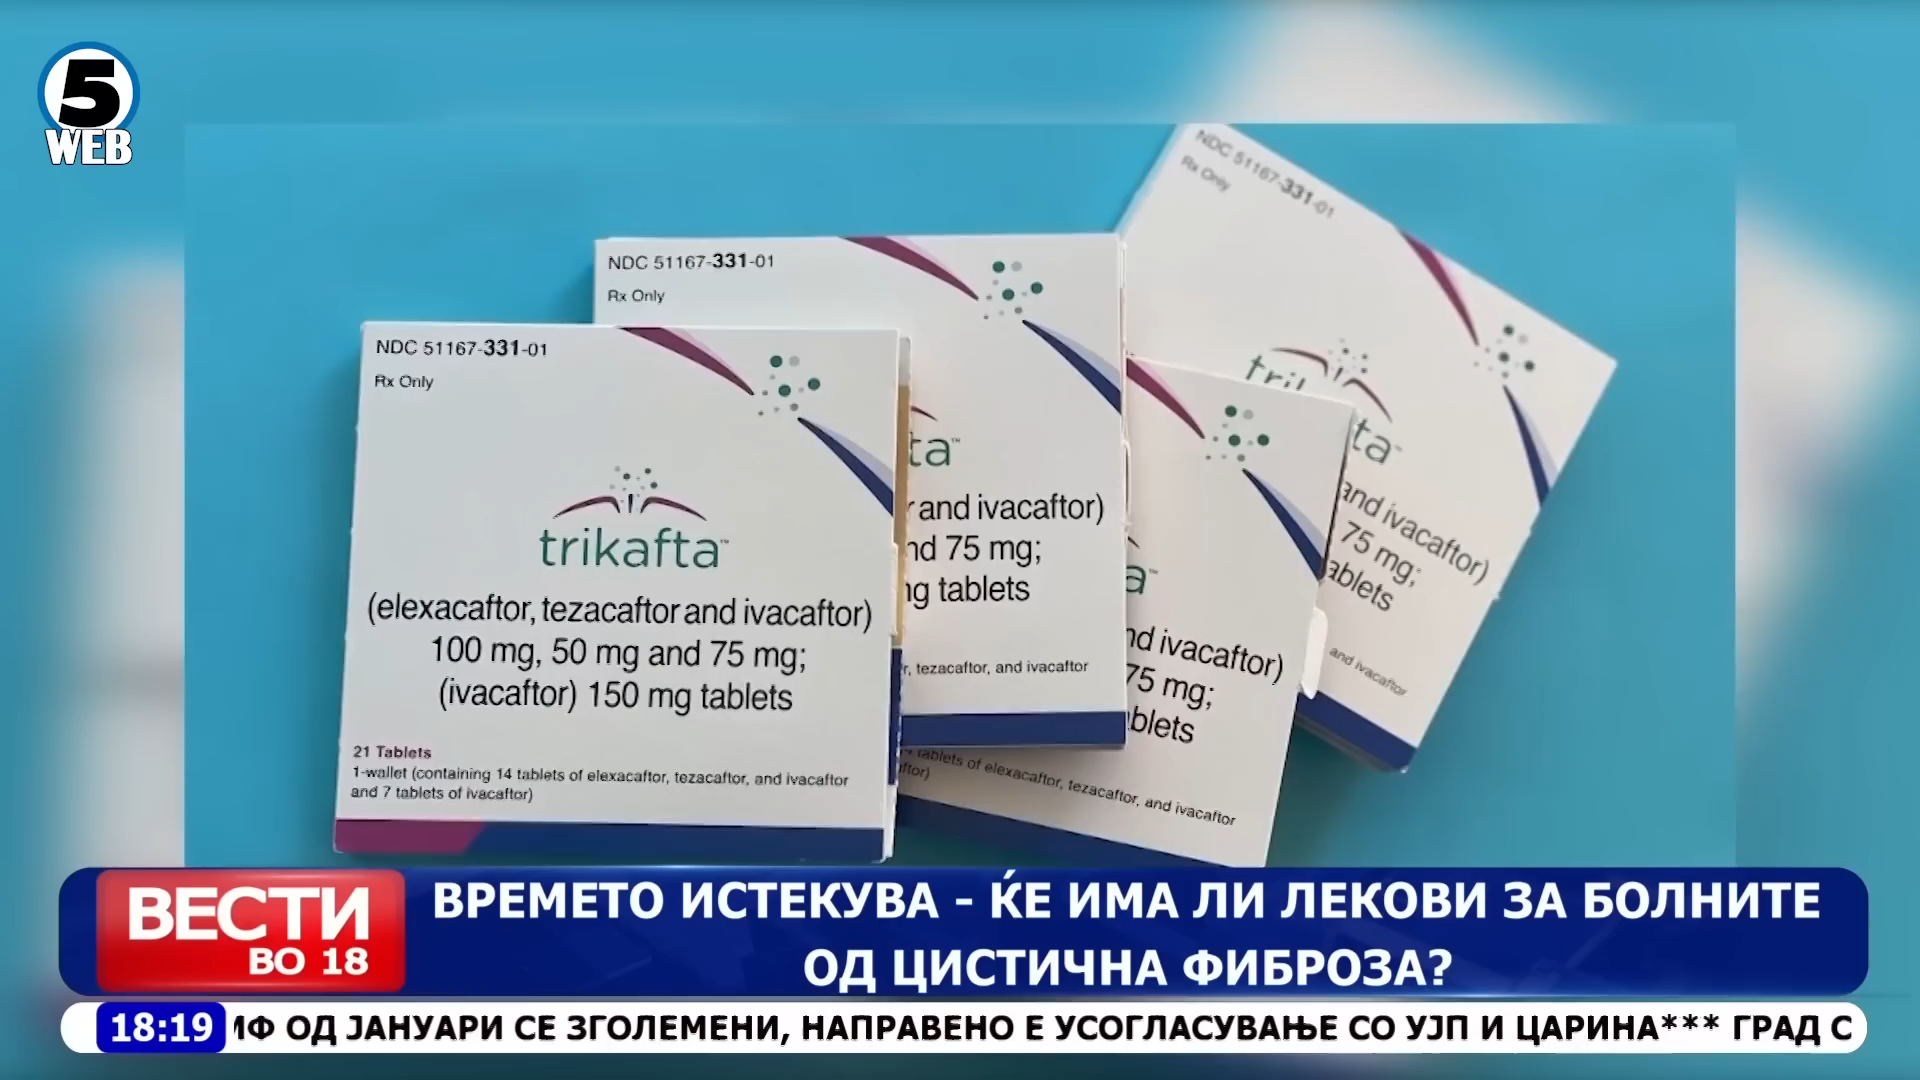 5
WEB
NDC 51167-331-01
Rx Only
NDC 51167-331-01
Rx Only
NDC 51167-331-01
Rx Only
trikafta™
(elexacaftor, tezacaftor and ivacaftor)
100 mg, 50 mg and 75 mg;
(ivacaftor) 150 mg tablets
21 Tablets
1-wallet (containing 14 tablets of elexacaftor, tezacaftor, and ivacaftor
and 7 tablets of ivacaftor)
and ivacaftor)
75 mg;
tablets
tezacaftor, and ivacaftor
ivacaftor)
75 mg;
tablets of elexacaftor, tezacaftor, and ivacaftor
and ivacaftor)
75 mg;
and ivacaftor
ВЕСТИ
ВО 18
ВРЕМЕТО ИСТЕКУВА - ЌЕ ИМА ЛИ ЛЕКОВИ ЗА БОЛНИТЕ
ОД ЦИСТИЧНА ФИБРОЗА?
18:19 ОД ЈАНУАРИ СЕ ЗГОЛЕМЕНИ, НАПРАВЕНО Е УСОГЛАСУВАЊЕ СО УЈП И ЦАРИНА*** ГРАД С